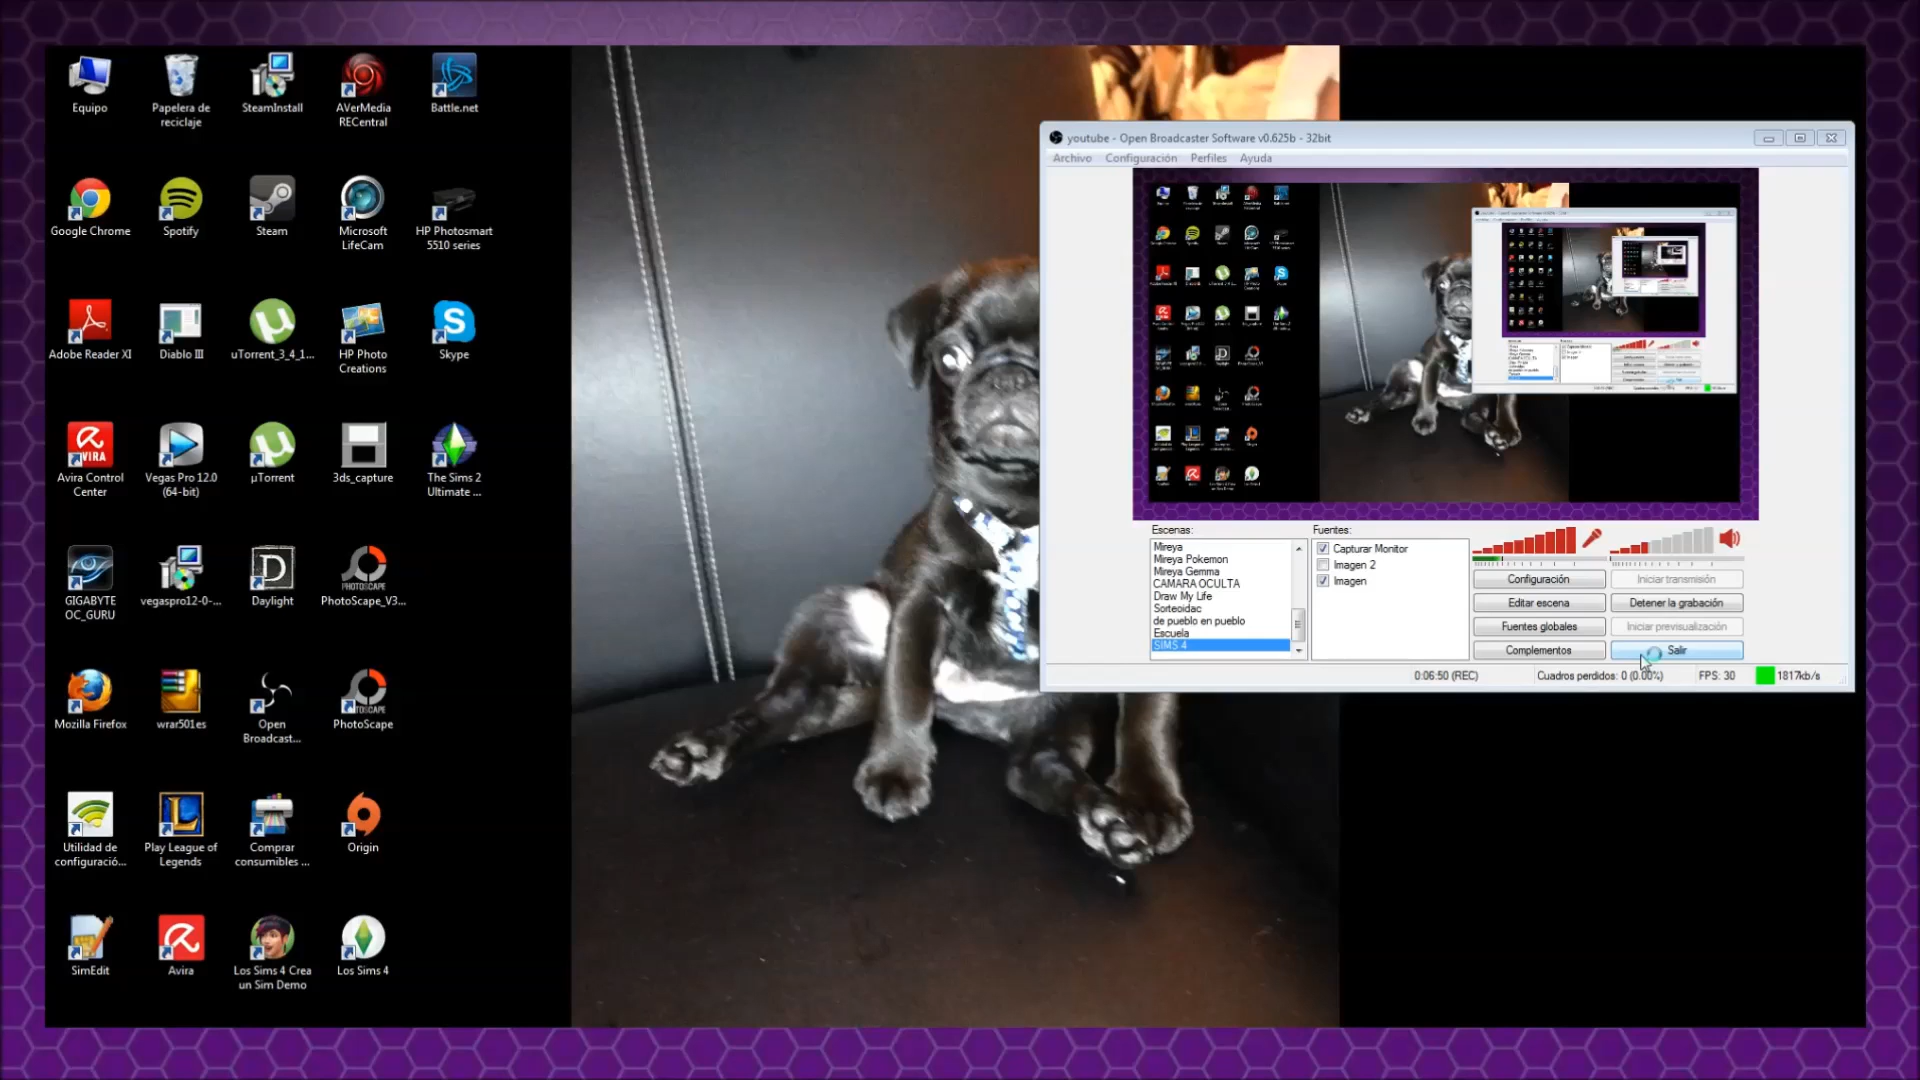 Equipo
Papelera de
reciclaje
SteamInstall
AVerMedia
RECentral
Battle.net
Google Chrome
Spotify
Steam
Microsoft
LifeCam
HP Photosmart
5510 series
Adobe Reader XI
Diablo III
uTorrent_3_4_1...
HP Photo
Creations
Skype
AVIRA
Avira Control
Center
Vegas Pro 12.0
(64-bit)
µTorrent
3ds_capture
The Sims 2
Ultimate ...
GIGABYTE
OC_GURU
vegaspro12-0-...
Daylight
PHOTOSCAPE
PhotoScape_V3...
Mozilla Firefox
wrar501es
Open
Broadcast...
PHOTOSCAPE
PhotoScape
Utilidad de
configuració...
Play League of
Legends
Comprar
consumibles ...
Origin
SimEdit
Avira
Los Sims 4 Crea
un Sim Demo
Los Sims 4
youtube - Open Broadcaster Software v0.625b - 32bit
Archivo Configuración Perfiles Ayuda
Escenas:
Mireya
Mireya Pokemon
Mireya Gemma
CAMARA OCULTA
Draw My Life
Sorteoidac
de pueblo en pueblo
Escuela
SIMS 4
Fuentes:
Capturar Monitor
Imagen 2
Imagen
Configuración
Iniciar transmisión
Editar escena
Detener la grabación
Fuentes globales
Iniciar previsualización
Complementos
Salir
0:06:50 (REC)
Cuadros perdidos: 0 (0.00%)
FPS: 30
1817kb/s